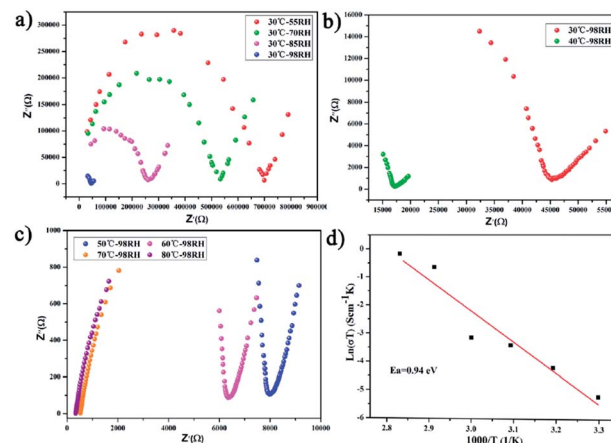 a)
30℃-55RH
30℃-70RH
30℃-85RH
30℃-98RH
Z''(Ω)
300000
250000
200000
150000
100000
50000
0
0 100000 200000 300000 400000 500000 600000 700000 800000 900000
Z'(Ω)
b)
30℃-98RH
40℃-98RH
Z''(Ω)
16000
14000
12000
10000
8000
6000
4000
2000
0
15000 20000 25000 30000 35000 40000 45000 50000 55000
Z'(Ω)
c)
50℃-98RH 60℃-98RH
70℃-98RH 80℃-98RH
Z''(Ω)
1000
800
600
400
200
0
0 2000 4000 6000 8000 10000
Z'(Ω)
d)
Ln(σT) (Scm⁻¹K)
1
0
-1
-2
-3
-4
-5
-6
Ea=0.94 eV
2.8 2.9 3.0 3.1 3.2 3.3
1000/T (1/K)